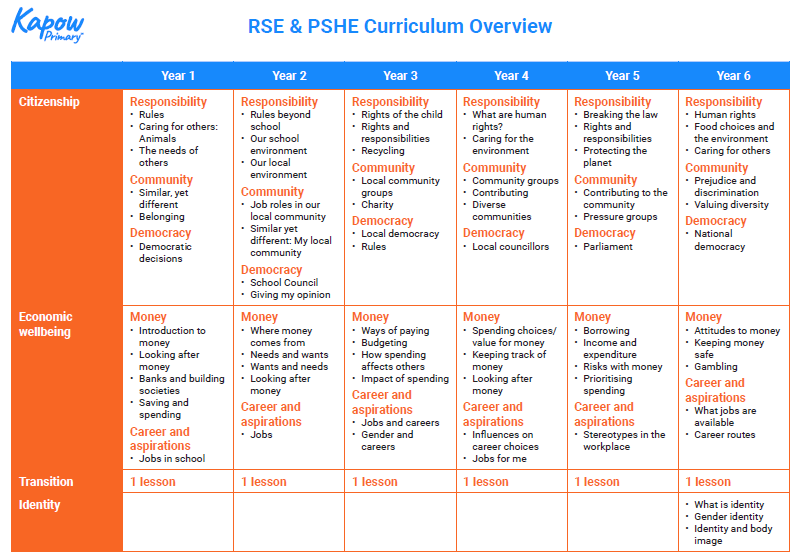 Kapow
Primary
RSE & PSHE Curriculum Overview
Year 1
Year 2
Year 3
Year 4
Year 5
Year 6
Citizenship
Responsibility
• Rules
• Caring for others:
Animals
• The needs of
others
Community
• Similar, yet
different
• Belonging
Democracy
• Democratic
decisions
Responsibility
• Rules beyond
school
• Our school
environment
• Our local
environment
Community
• Job roles in our
local community
• Similar yet
different: My local
community
Democracy
• School Council
• Giving my opinion
Responsibility
• Rights of the child
• Rights and
responsibilities
• Recycling
Community
• Local community
groups
• Charity
Democracy
• Local democracy
• Rules
Responsibility
• What are human
rights?
• Caring for the
environment
Community
• Community groups
• Contributing
• Diverse
communities
Democracy
• Local councillors
Responsibility
• Breaking the law
• Rights and
responsibilities
• Protecting the
planet
Community
• Contributing to the
community
• Pressure groups
Democracy
• Parliament
Responsibility
• Human rights
• Food choices and
the environment
• Caring for others
Community
• Prejudice and
discrimination
• Valuing diversity
Democracy
• National
democracy
Economic
wellbeing
Money
• Introduction to
money
• Looking after
money
• Banks and building
societies
• Saving and
spending
Career and
aspirations
• Jobs in school
Money
• Where money
comes from
• Needs and wants
• Wants and needs
• Looking after
money
Career and
aspirations
• Jobs
Money
• Ways of paying
• Budgeting
• How spending
affects others
• Impact of spending
Career and
aspirations
• Jobs and careers
• Gender and
careers
Money
• Spending choices/
value for money
• Keeping track of
money
• Looking after
money
Career and
aspirations
• Influences on
career choices
• Jobs for me
Money
• Borrowing
• Income and
expenditure
• Risks with money
• Prioritising
spending
Career and
aspirations
• Stereotypes in the
workplace
Money
• Attitudes to money
• Keeping money
safe
• Gambling
Career and
aspirations
• What jobs are
available
• Career routes
Transition
1 lesson
1 lesson
1 lesson
1 lesson
1 lesson
1 lesson
Identity
• What is identity
• Gender identity
• Identity and body
image